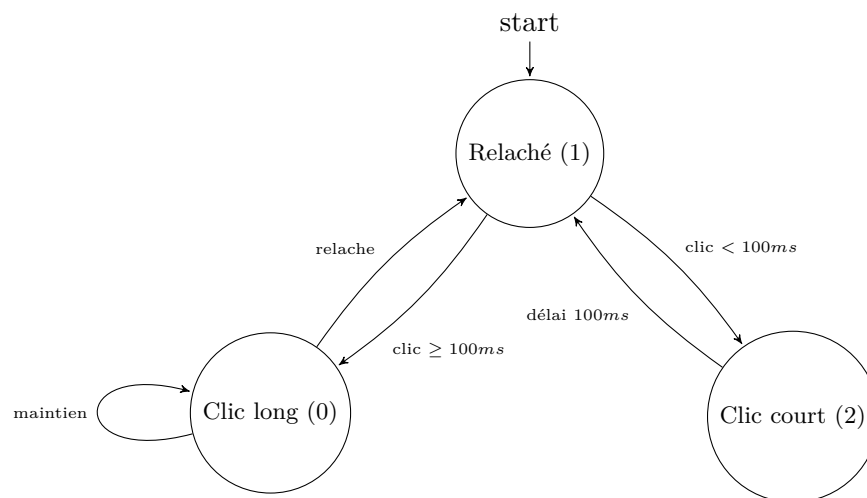 start
Relaché (1)
relache
clic < 100ms
délai 100ms
clic ≥ 100ms
maintien
Clic long (0)
Clic court (2)